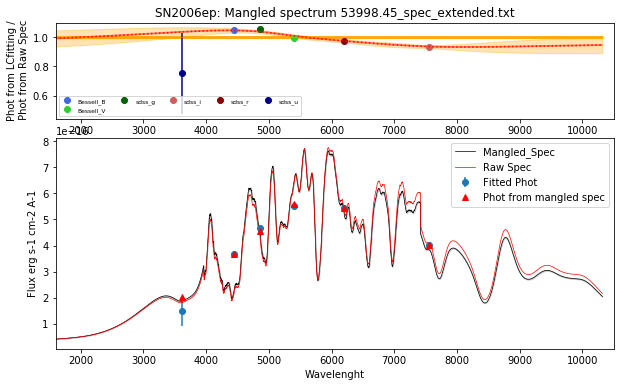 SN2006ep: Mangled spectrum 53998.45_spec_extended.txt
Phot from LCfitting /
Phot from Raw Spec
1.0
0.8
0.6
Bessell_B
Bessell_V
sdss_g
sdss_i
sdss_r
sdss_u
2000 3000 4000 5000 6000 7000 8000 9000 10000
1e-16
Flux erg s-1 cm-2 A-1
8
7
6
5
4
3
2
1
Mangled_Spec
Raw Spec
Fitted Phot
Phot from mangled spec
2000 3000 4000 5000 6000 7000 8000 9000 10000
Wavelenght